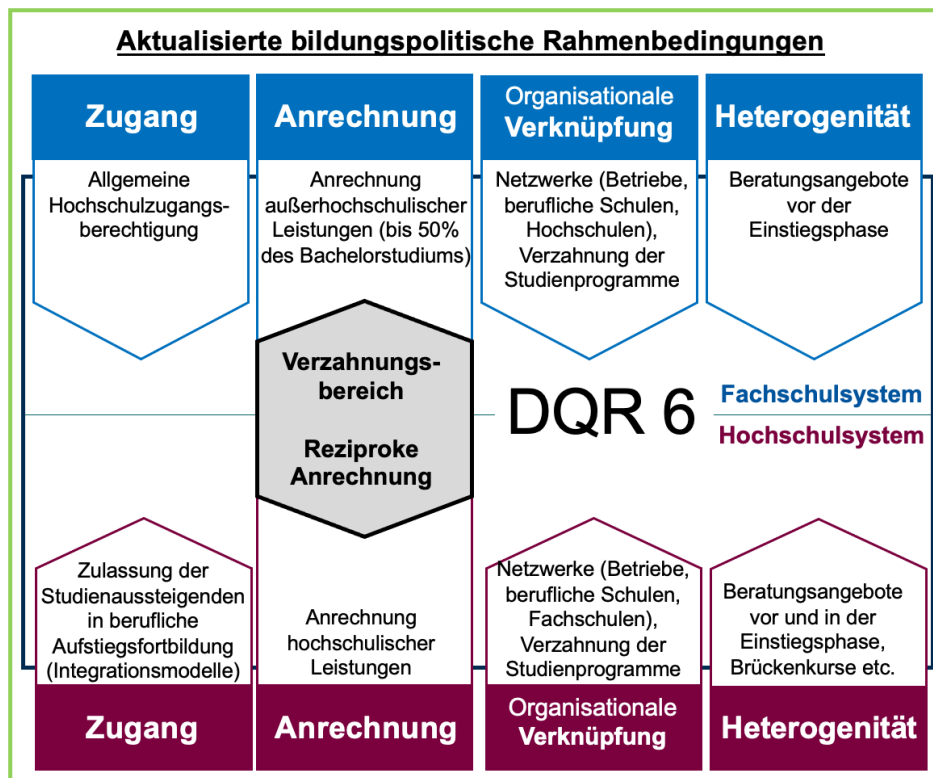 Aktualisierte bildungspolitische Rahmenbedingungen
Zugang
Allgemeine
Hochschulzugangs-
berechtigung
Anrechnung
Anrechnung
außerhochschulischer
Leistungen (bis 50%
des Bachelorstudiums)
Organisationale
Verknüpfung
Netzwerke (Betriebe,
berufliche Schulen,
Hochschulen),
Verzahnung der
Studienprogramme
Heterogenität
Beratungsangebote
vor der
Einstiegsphase
Verzahnungs-
bereich
Reziproke
Anrechnung
DQR 6
Fachschulsystem
Hochschulsystem
Zulassung der
Studienaussteigenden
in berufliche
Aufstiegsfortbildung
(Integrationsmodelle)
Zugang
Anrechnung
hochschulischer
Leistungen
Anrechnung
Netzwerke (Betriebe,
berufliche Schulen,
Fachschulen),
Verzahnung der
Studienprogramme
Organisationale
Verknüpfung
Beratungsangebote
vor und in der
Einstiegsphase,
Brückenkurse etc.
Heterogenität